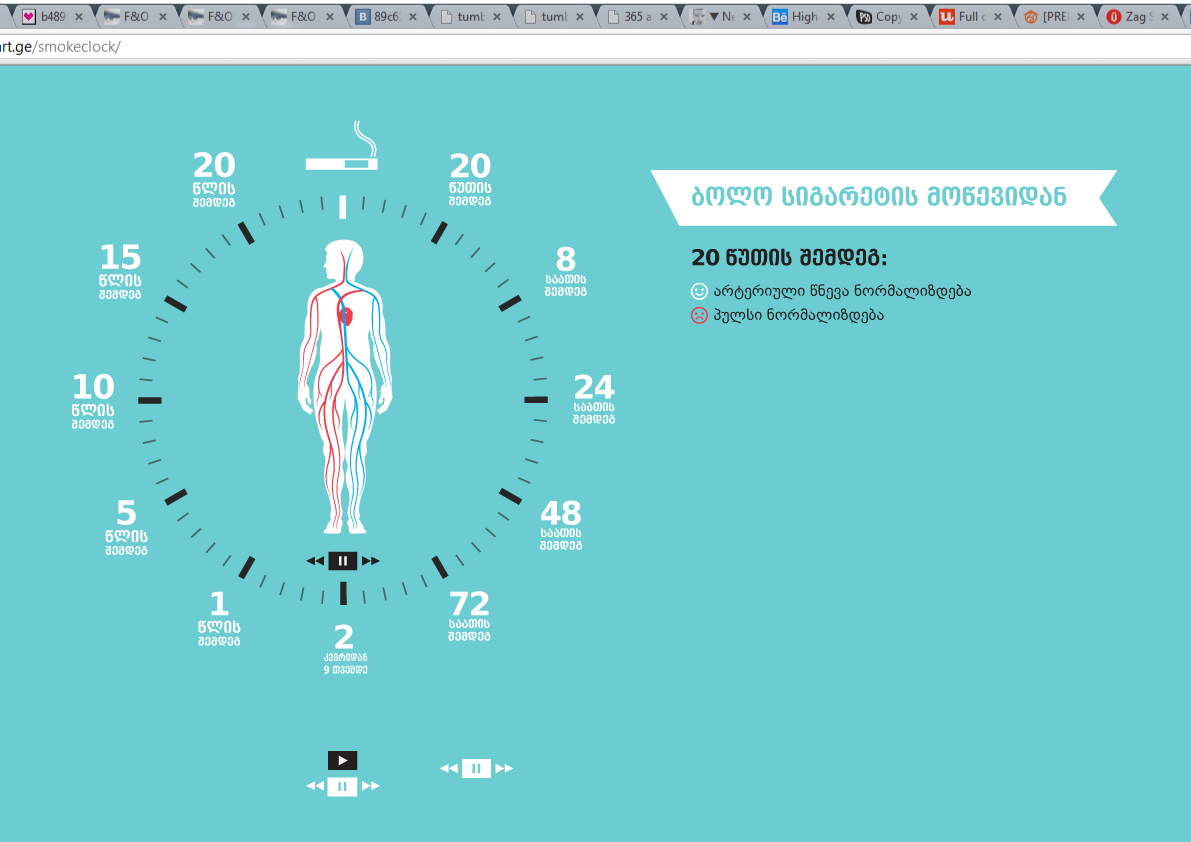 b489
F&O
F&O
F&O
89c6
tumb
tumb
365 a
▼ Ne
High
Copy
Full c
[PRE
Zag S
rt.ge/smokeclock/
20
წუთის
შემდეგ
8
საათის
შემდეგ
24
საათის
შემდეგ
48
საათის
შემდეგ
72
საათის
შემდეგ
2
კვირიდან
9 თვემდე
1
წლის
შემდეგ
5
წლის
შემდეგ
10
წლის
შემდეგ
15
წლის
შემდეგ
20
წლის
შემდეგ
ბოლო სიგარეტის მოწევიდან
20 წუთის შემდეგ:
არტერიული წნევა ნორმალიზდება
პულსი ნორმალიზდება